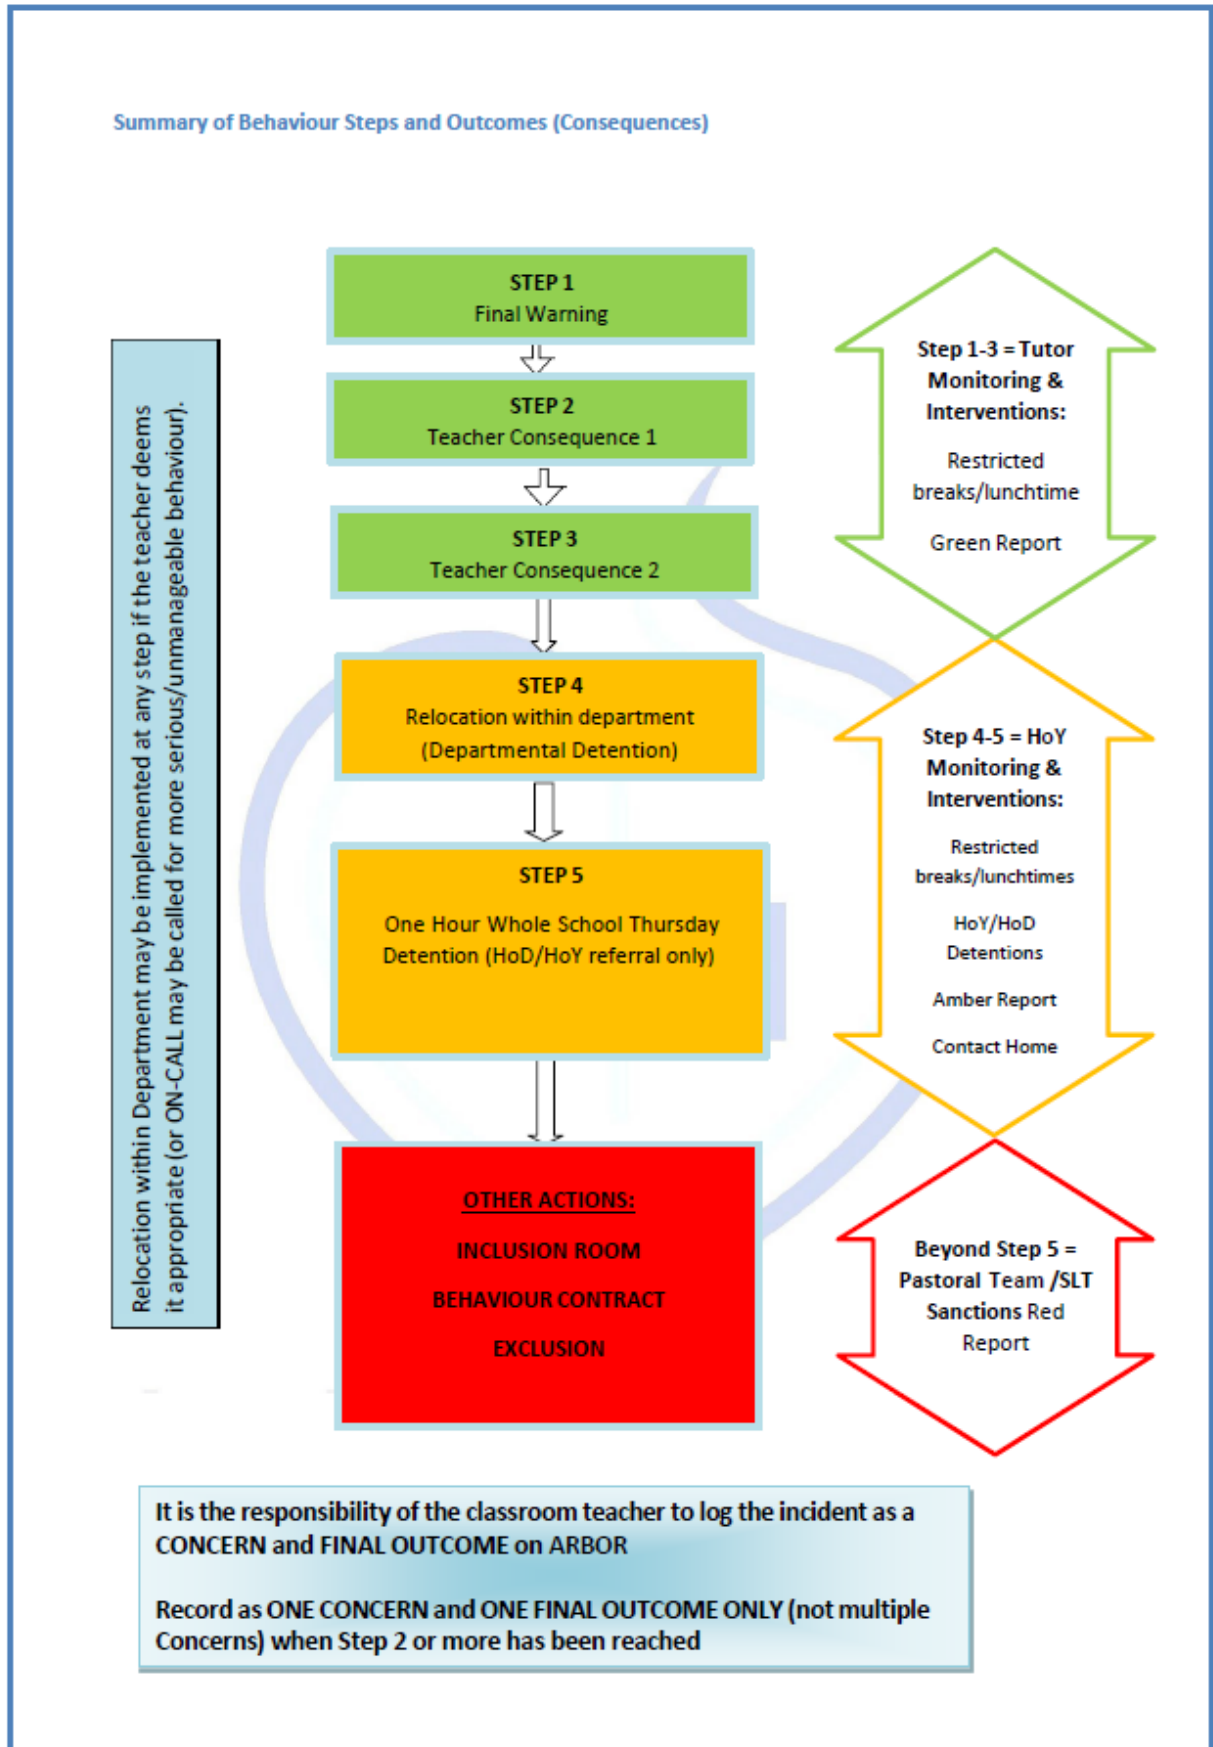 Summary of Behaviour Steps and Outcomes (Consequences)
STEP 1
Final Warning
STEP 2
Teacher Consequence 1
STEP 3
Teacher Consequence 2
STEP 4
Relocation within department
(Departmental Detention)
STEP 5
One Hour Whole School Thursday
Detention (HoD/HoY referral only)
OTHER ACTIONS:
INCLUSION ROOM
BEHAVIOUR CONTRACT
EXCLUSION
Relocation within Department may be implemented at any step if the teacher deems
it appropriate (or ON-CALL may be called for more serious/unmanageable behaviour).
Step 1-3 = Tutor
Monitoring &
Interventions:
Restricted
breaks/lunchtime
Green Report
Step 4-5 = HoY
Monitoring &
Interventions:
Restricted
breaks/lunchtimes
HoY/HoD
Detentions
Amber Report
Contact Home
Beyond Step 5 =
Pastoral Team /SLT
Sanctions Red
Report
It is the responsibility of the classroom teacher to log the incident as a
CONCERN and FINAL OUTCOME on ARBOR
Record as ONE CONCERN and ONE FINAL OUTCOME ONLY (not multiple
Concerns) when Step 2 or more has been reached